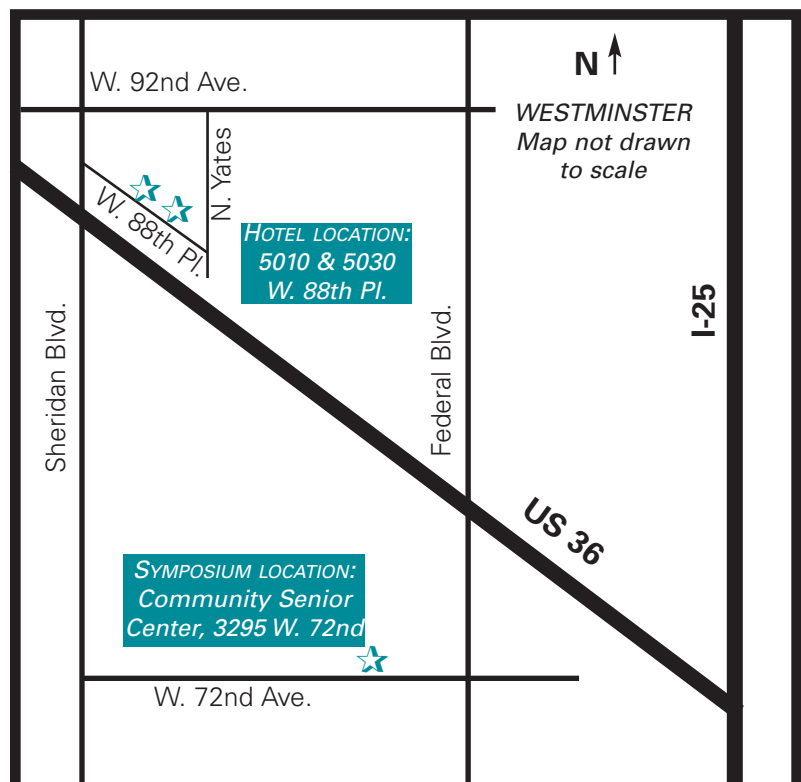 W. 92nd Ave.
N
WESTMINSTER
Map not drawn
to scale
N. Yates
W. 88th Pl.
HOTEL LOCATION:
5010 & 5030
W. 88th Pl.
I-25
Sheridan Blvd.
Federal Blvd.
US 36
SYMPOSIUM LOCATION:
Community Senior
Center, 3295 W. 72nd
W. 72nd Ave.